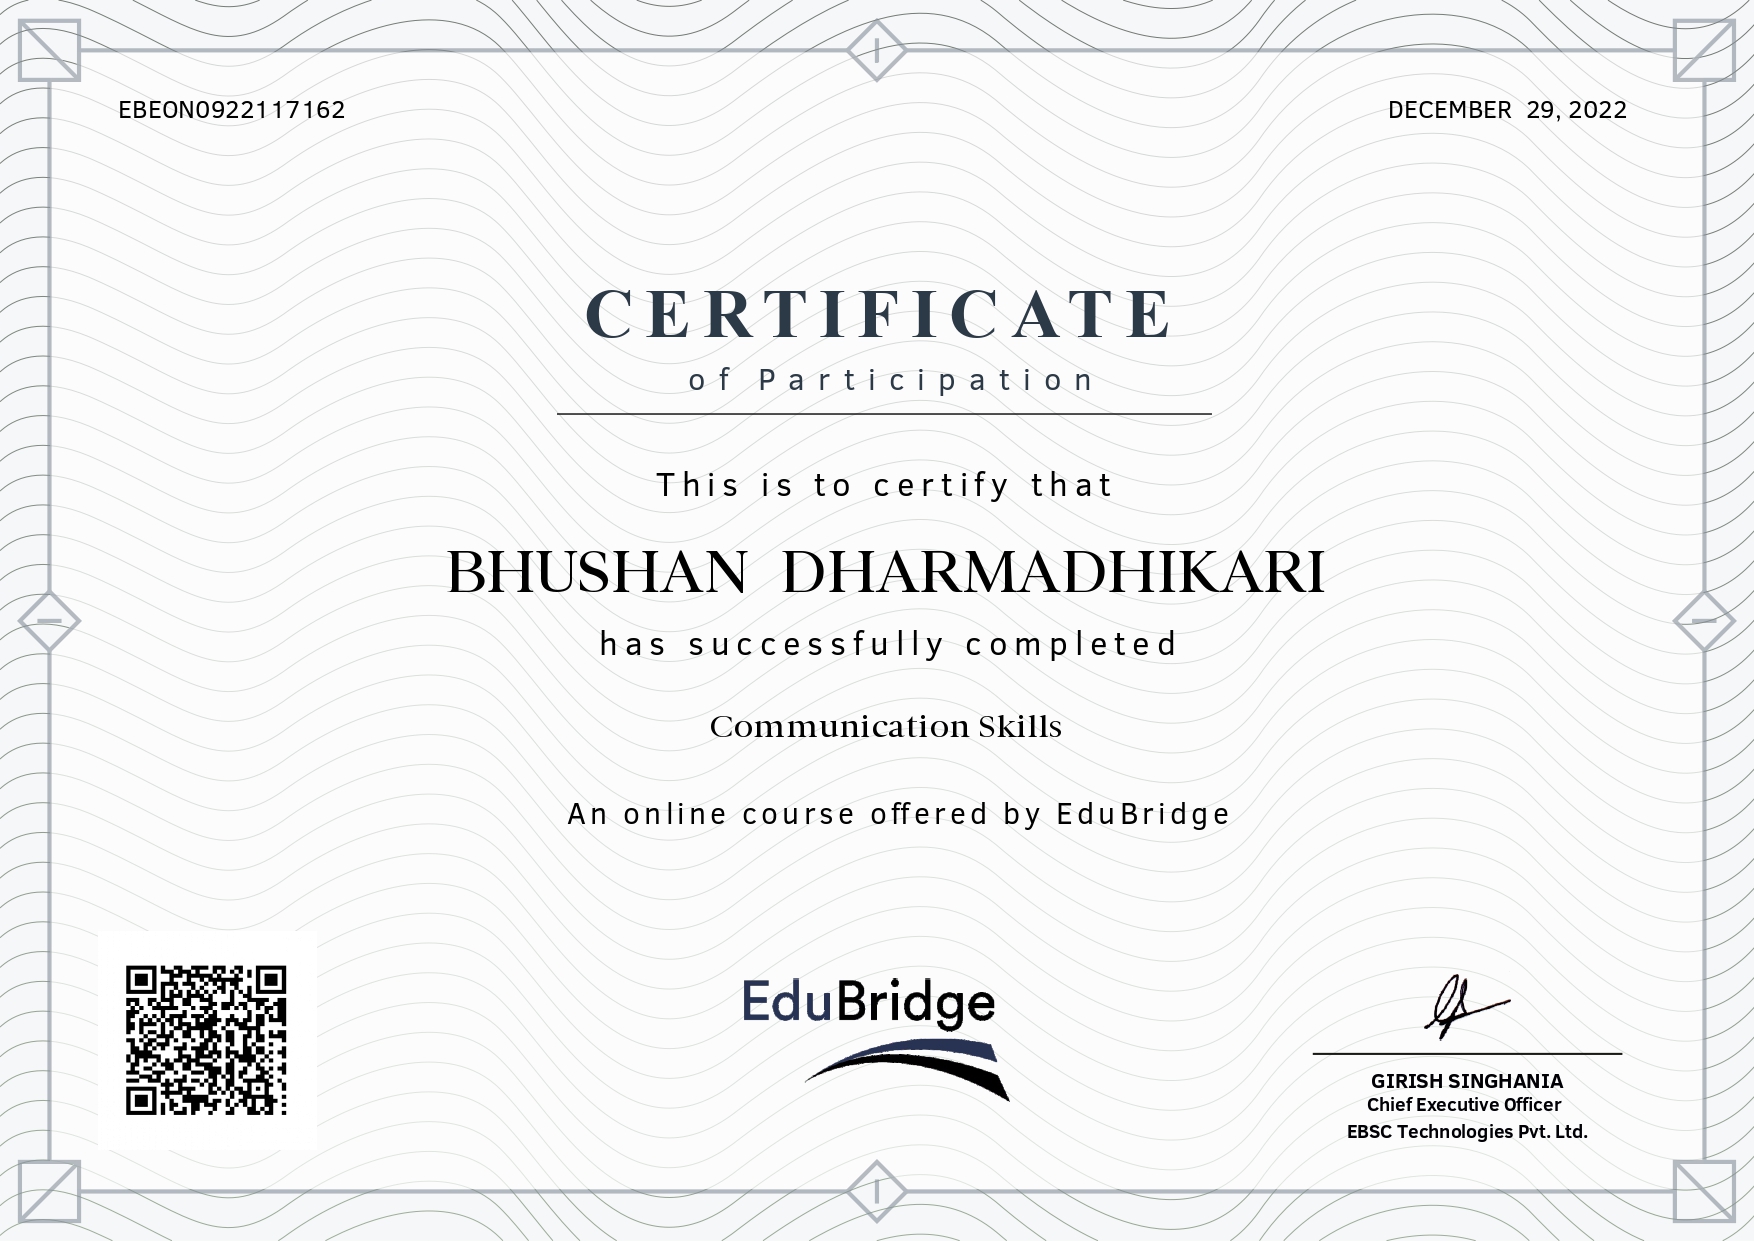 EBEON0922117162
DECEMBER 29, 2022
CERTIFICATE
of Participation
This is to certify that
BHUSHAN DHARMADHIKARI
has successfully completed
Communication Skills
An online course offered by EduBridge
EduBridge
GIRISH SINGHANIA
Chief Executive Officer
EBSC Technologies Pvt. Ltd.